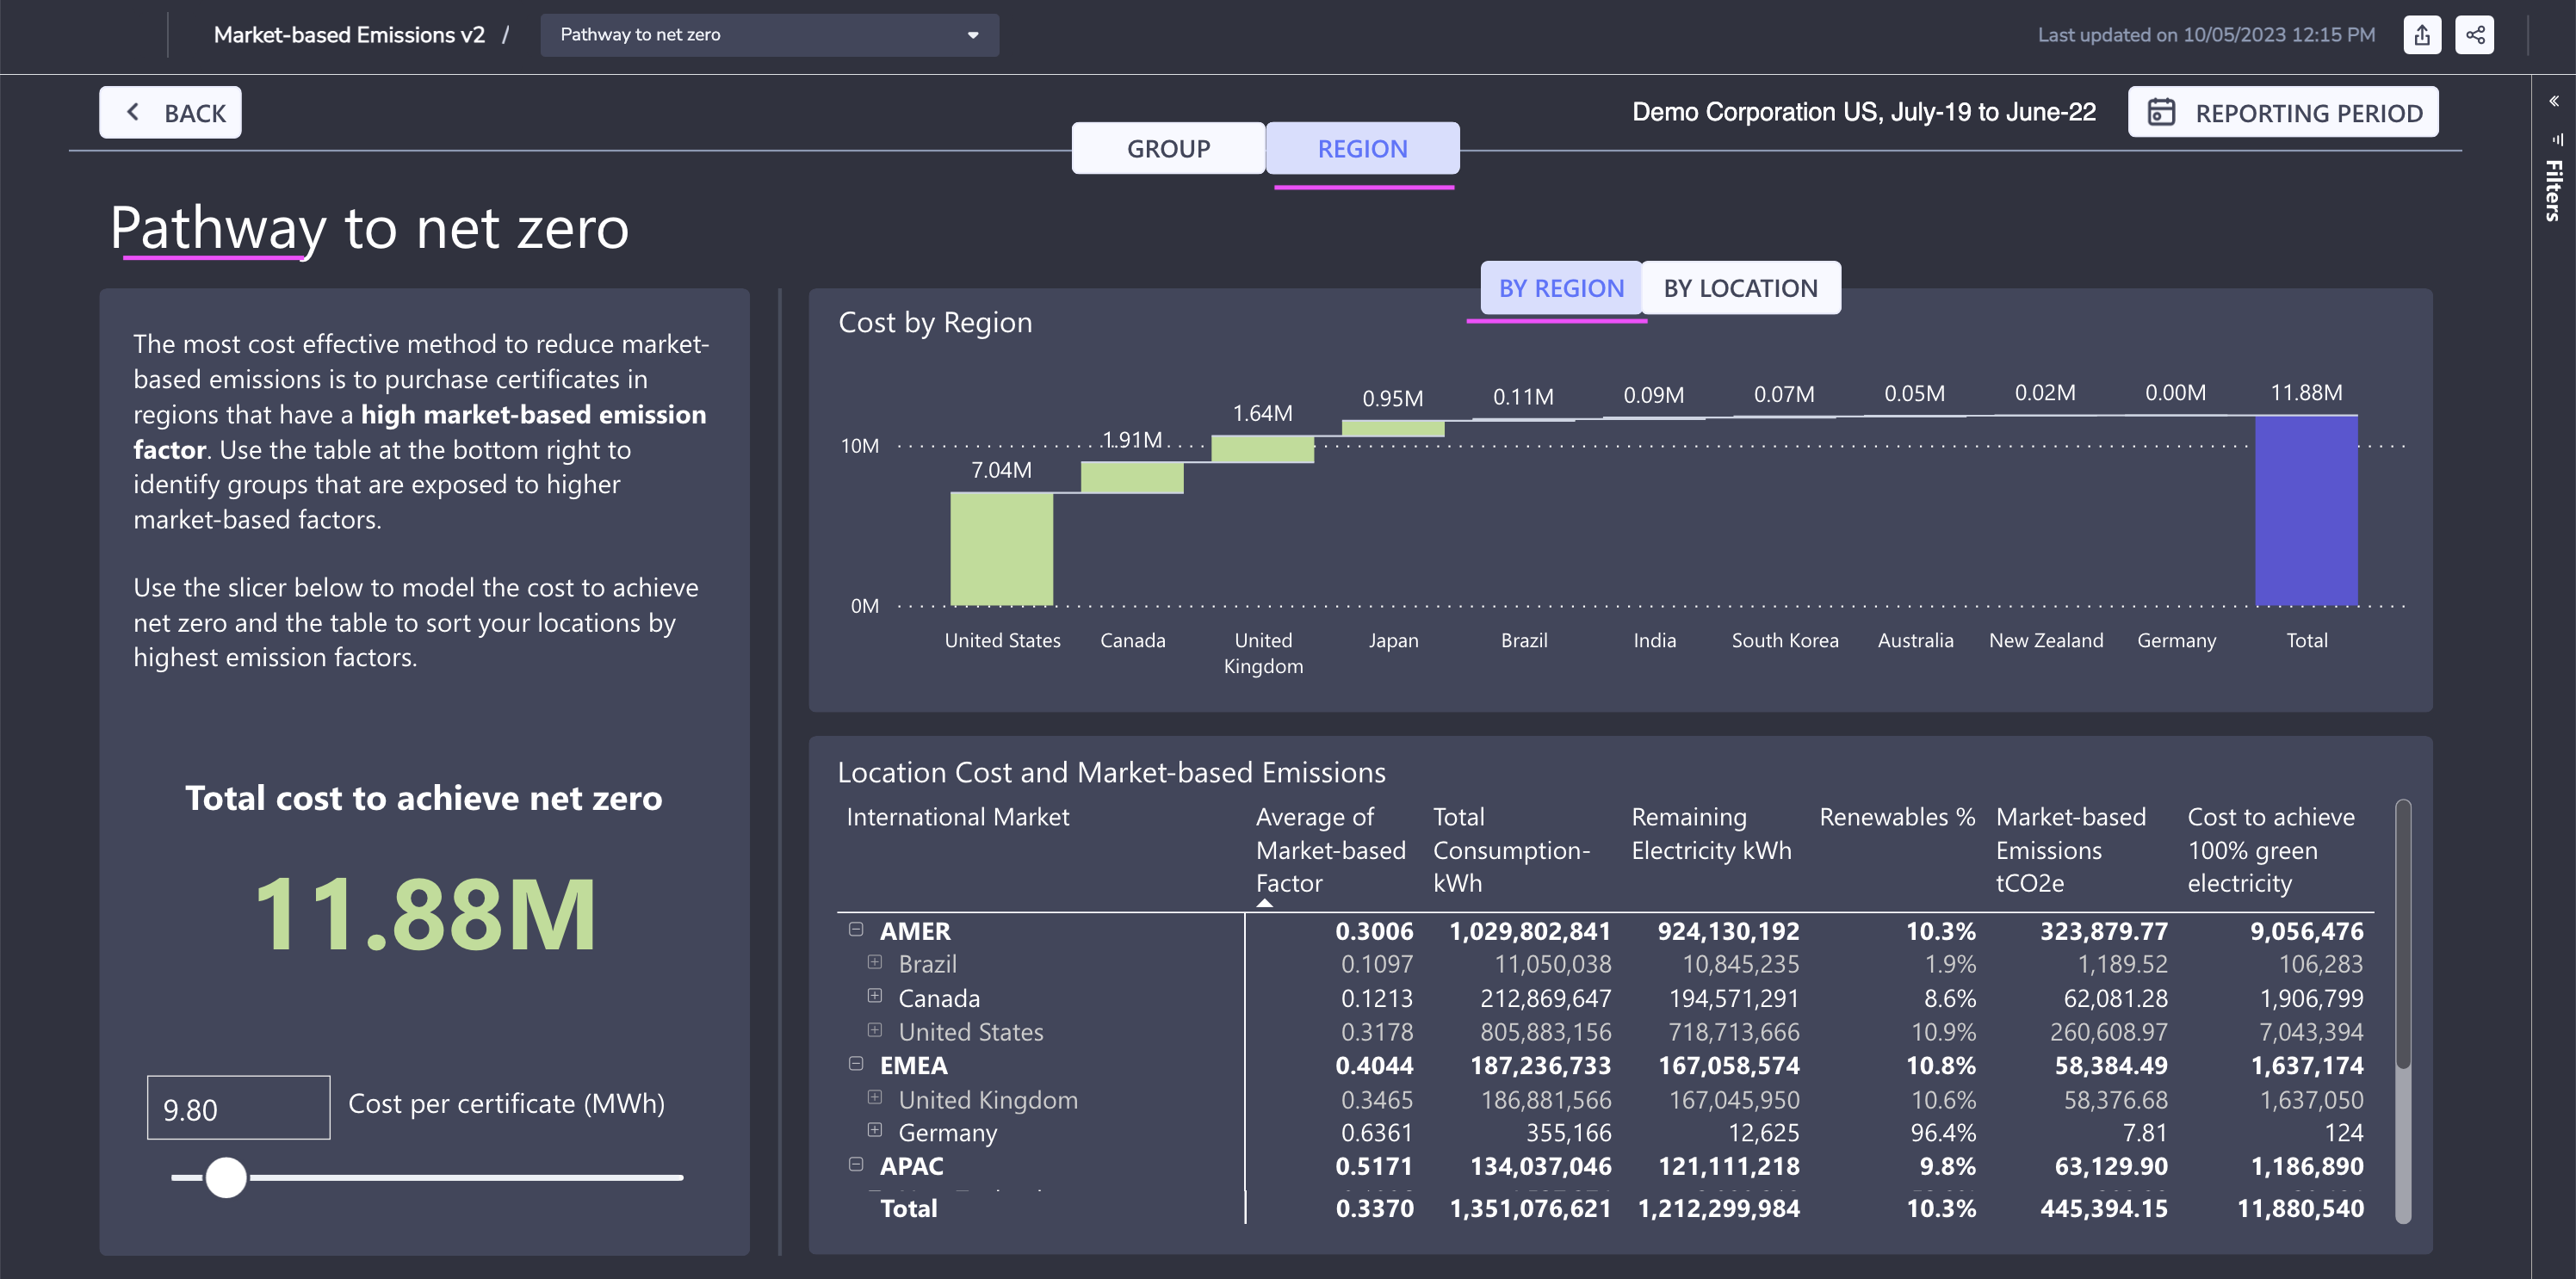 Market-based Emissions v2 / Pathway to net zero Last updated on 10/05/2023 12:15 PM
BACK
GROUP REGION
Demo Corporation US, July-19 to June-22 REPORTING PERIOD
Filters
Pathway to net zero
The most cost effective method to reduce market-
based emissions is to purchase certificates in
regions that have a high market-based emission
factor. Use the table at the bottom right to
identify groups that are exposed to higher
market-based factors.
Use the slicer below to model the cost to achieve
net zero and the table to sort your locations by
highest emission factors.
Total cost to achieve net zero
11.88M
9.80 Cost per certificate (MWh)
BY REGION BY LOCATION
Cost by Region
7.04M 1.91M 1.64M 0.95M 0.11M 0.09M 0.07M 0.05M 0.02M 0.00M 11.88M
10M
0M
United States Canada United Kingdom Japan Brazil India South Korea Australia New Zealand Germany Total
Location Cost and Market-based Emissions
International Market Average of Market-based Factor Total Consumption-kWh Remaining Electricity kWh Renewables % Market-based Emissions tCO2e Cost to achieve 100% green electricity
AMER 0.3006 1,029,802,841 924,130,192 10.3% 323,879.77 9,056,476
Brazil 0.1097 11,050,038 10,845,235 1.9% 1,189.52 106,283
Canada 0.1213 212,869,647 194,571,291 8.6% 62,081.28 1,906,799
United States 0.3178 805,883,156 718,713,666 10.9% 260,608.97 7,043,394
EMEA 0.4044 187,236,733 167,058,574 10.8% 58,384.49 1,637,174
United Kingdom 0.3465 186,881,566 167,045,950 10.6% 58,376.68 1,637,050
Germany 0.6361 355,166 12,625 96.4% 7.81 124
APAC 0.5171 134,037,046 121,111,218 9.8% 63,129.90 1,186,890
Total 0.3370 1,351,076,621 1,212,299,984 10.3% 445,394.15 11,880,540